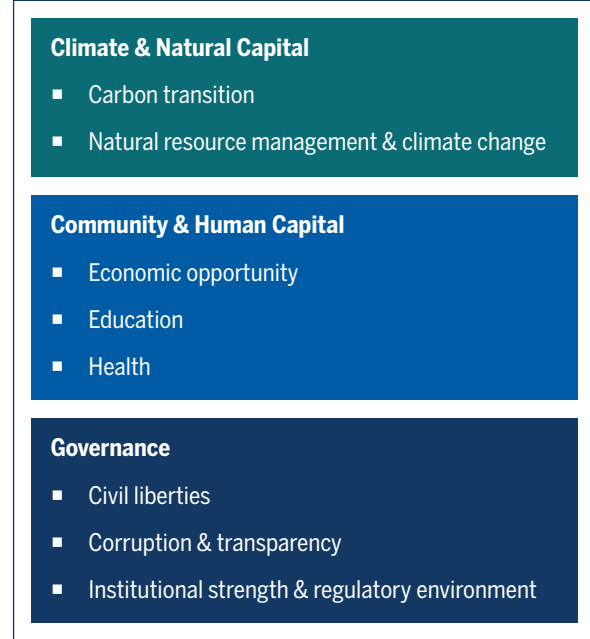 Climate & Natural Capital
▪ Carbon transition
▪ Natural resource management & climate change
Community & Human Capital
▪ Economic opportunity
▪ Education
▪ Health
Governance
▪ Civil liberties
▪ Corruption & transparency
▪ Institutional strength & regulatory environment